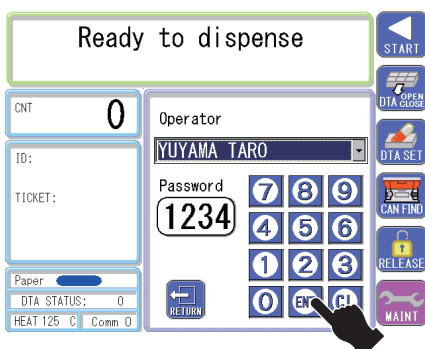 Ready to dispense
START
DTA OPEN
DTA CLOSE
CNT 0
ID:
TICKET:
Operator
YUYAMA TARO
Password
1234
7 8 9
4 5 6
1 2 3
0 ENT CL
RETURN
DTA SET
CAN FIND
RELEASE
MAINT
Paper
DTA STATUS: 0
HEAT 125 C Comm 0